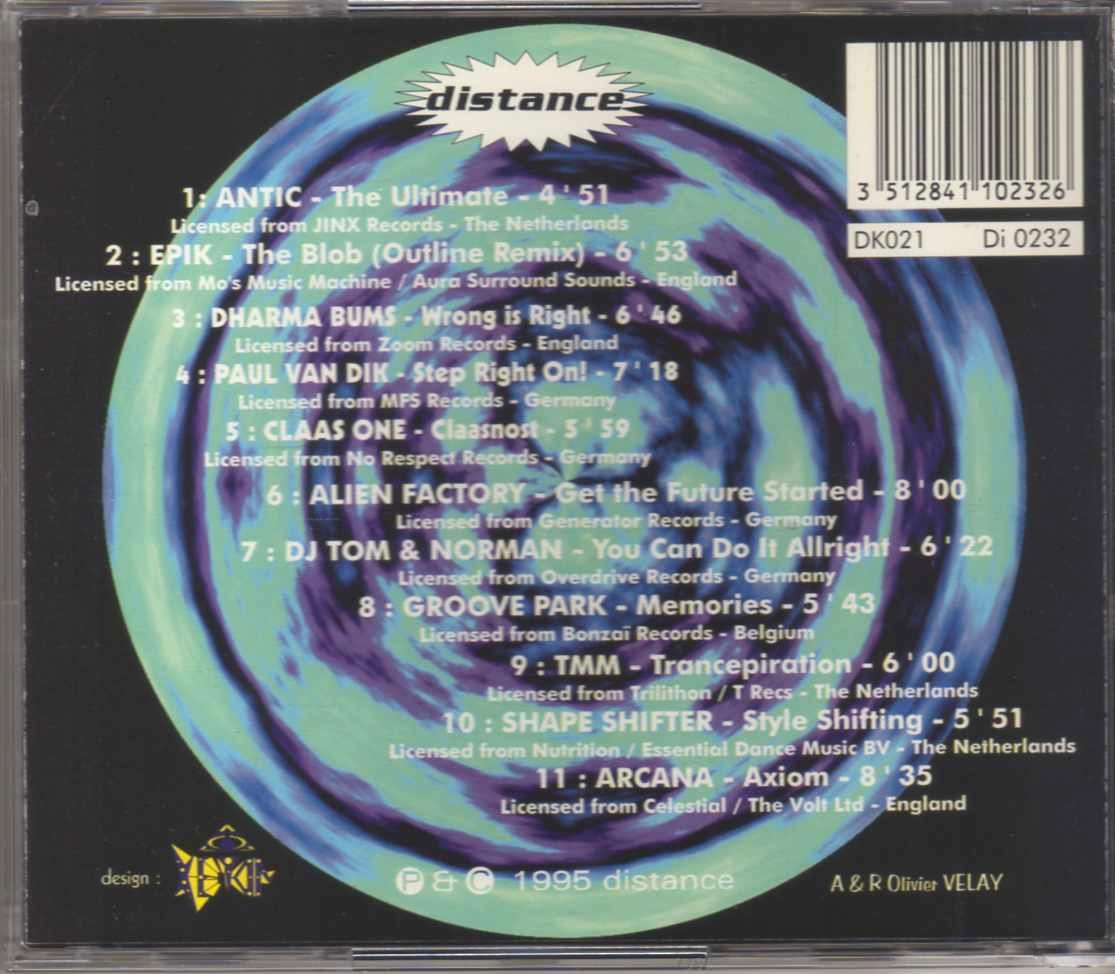 distance
3 512841 102326
DK021 Di 0232
1: ANTIC - The Ultimate - 4 ' 51
Licensed from JINX Records - The Netherlands
2 : EPIK - The Blob (Outline Remix) - 6 ' 53
Licensed from Mo's Music Machine / Aura Surround Sounds - England
3 : DHARMA BUMS - Wrong is Right - 6 ' 46
Licensed from Zoom Records - England
4 : PAUL VAN DIK - Step Right On! - 7 ' 18
Licensed from MFS Records - Germany
5 : CLAAS ONE - Claasnost - 5 ' 59
Licensed from No Respect Records - Germany
6 : ALIEN FACTORY - Get the Future Started - 8 ' 00
Licensed from Generator Records - Germany
7 : DJ TOM & NORMAN - You Can Do It Allright - 6 ' 22
Licensed from Overdrive Records - Germany
8 : GROOVE PARK - Memories - 5 ' 43
Licensed from Bonzaï Records - Belgium
9 : TMM - Trancepiration - 6 ' 00
Licensed from Trilithon / T Recs - The Netherlands
10 : SHAPE SHIFTER - Style Shifting - 5 ' 51
Licensed from Nutrition / Essential Dance Music BV - The Netherlands
11 : ARCANA - Axiom - 8 ' 35
Licensed from Celestial / The Volt Ltd - England
design :
Ⓟ & © 1995 distance
A & R Olivier VELAY